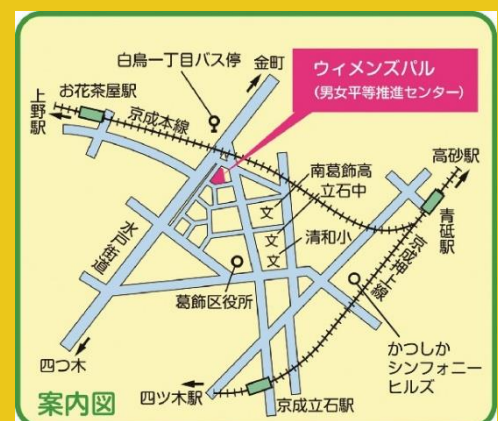 白鳥一丁目バス停
金町
ウィメンズパル
(男女平等推進センター)
お花茶屋駅
上野駅
京成本線
高砂駅
南葛飾高
立石中
文
文
清和小
文
青砥駅
水戸街道
京成押上線
葛飾区役所
四つ木
かつしか
シンフォニー
ヒルズ
四ツ木駅
京成立石駅
案内図